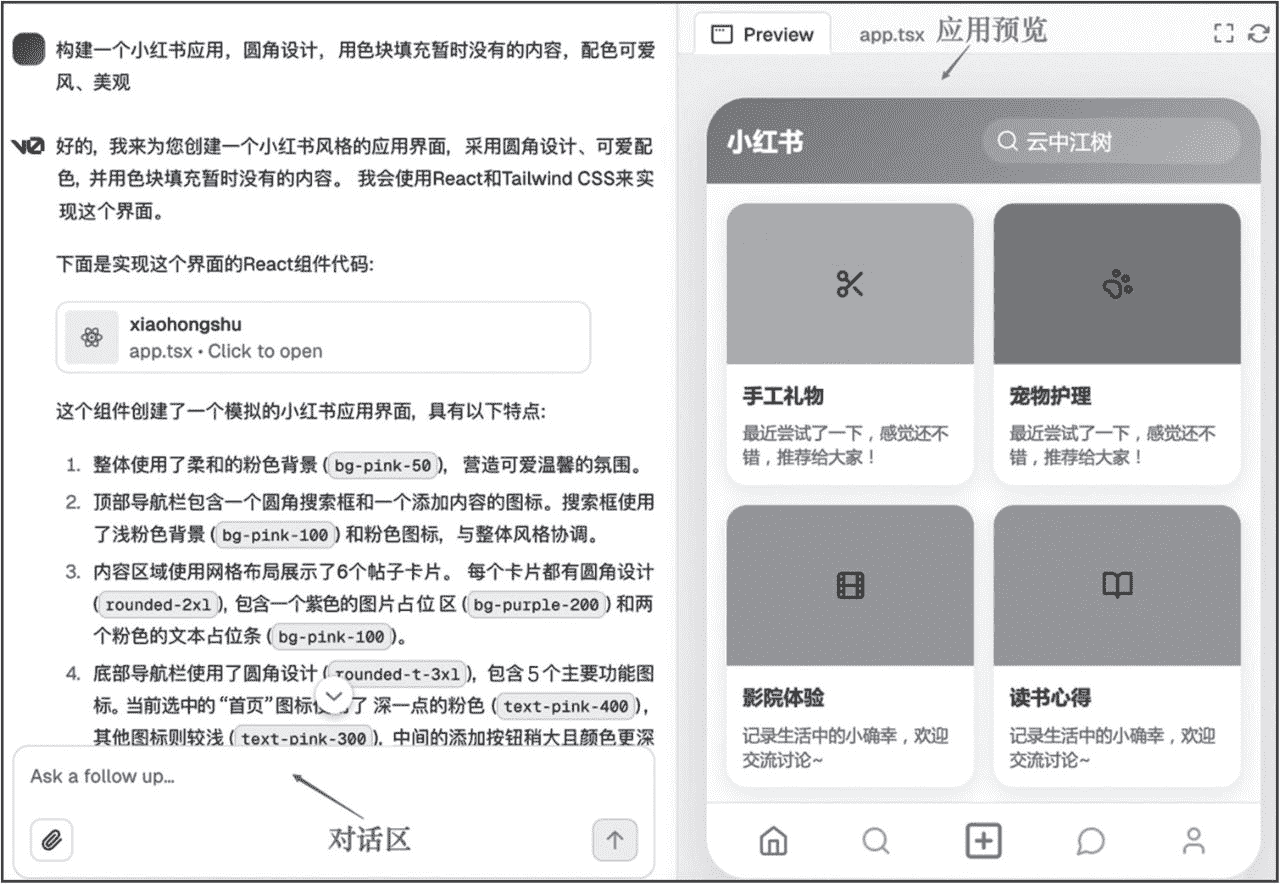 构建一个小红书应用，圆角设计，用色块填充暂时没有的内容，配色可爱
风、美观
v0
好的，我来为您创建一个小红书风格的应用界面，采用圆角设计、可爱配
色, 并用色块填充暂时没有的内容。 我会使用React和Tailwind CSS来实
现这个界面。
下面是实现这个界面的React组件代码:
xiaohongshu
app.tsx • Click to open
这个组件创建了一个模拟的小红书应用界面，具有以下特点:
1. 整体使用了柔和的粉色背景 (bg-pink-50)，营造可爱温馨的氛围。
2. 顶部导航栏包含一个圆角搜索框和一个添加内容的图标。搜索框使用
了浅粉色背景 (bg-pink-100) 和粉色图标，与整体风格协调。
3. 内容区域使用网格布局展示了6个帖子卡片。 每个卡片都有圆角设计
(rounded-2xl), 包含一个紫色的图片占位区 (bg-purple-200) 和两
个粉色的文本占位条 (bg-pink-100)。
4. 底部导航栏使用了圆角设计 (rounded-t-3xl)，包含5个主要功能图
标。当前选中的“首页”图标使 了 深一点的粉色 (text-pink-400)，
其他图标则较浅 (text-pink-300), 中间的添加按钮稍大且颜色更深
Ask a follow up...
对话区
Preview
app.tsx
应用预览
小红书
云中江树
手工礼物
最近尝试了一下，感觉还不
错，推荐给大家！
宠物护理
最近尝试了一下，感觉还不
错，推荐给大家！
影院体验
记录生活中的小确幸，欢迎
交流讨论~
读书心得
记录生活中的小确幸，欢迎
交流讨论~